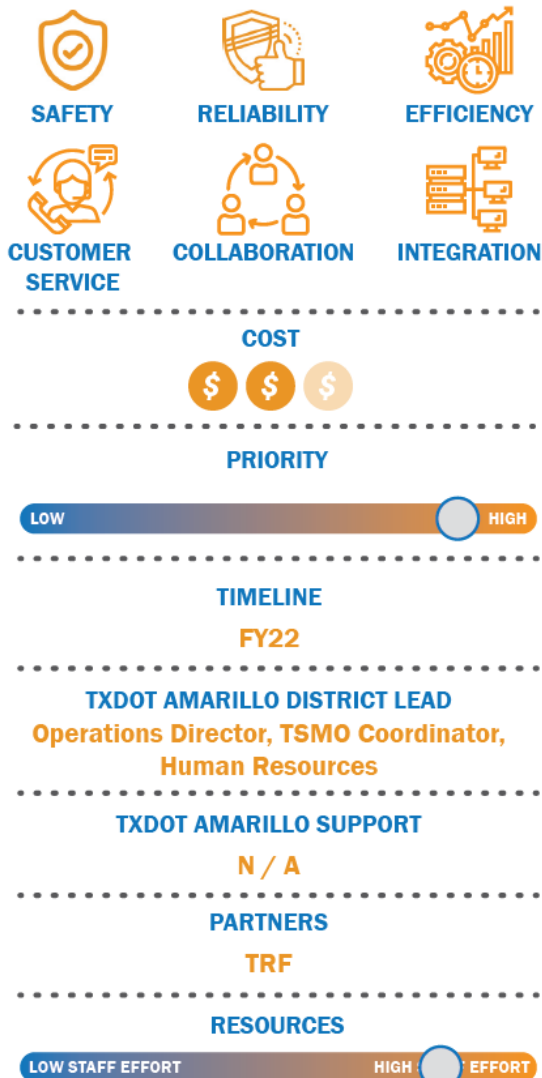 SAFETY RELIABILITY EFFICIENCY
CUSTOMER COLLABORATION INTEGRATION
SERVICE
COST
$ $ $
PRIORITY
LOW HIGH
TIMELINE
FY22
TXDOT AMARILLO DISTRICT LEAD
Operations Director, TSMO Coordinator,
Human Resources
TXDOT AMARILLO SUPPORT
N / A
PARTNERS
TRF
RESOURCES
LOW STAFF EFFORT HIGH EFFORT